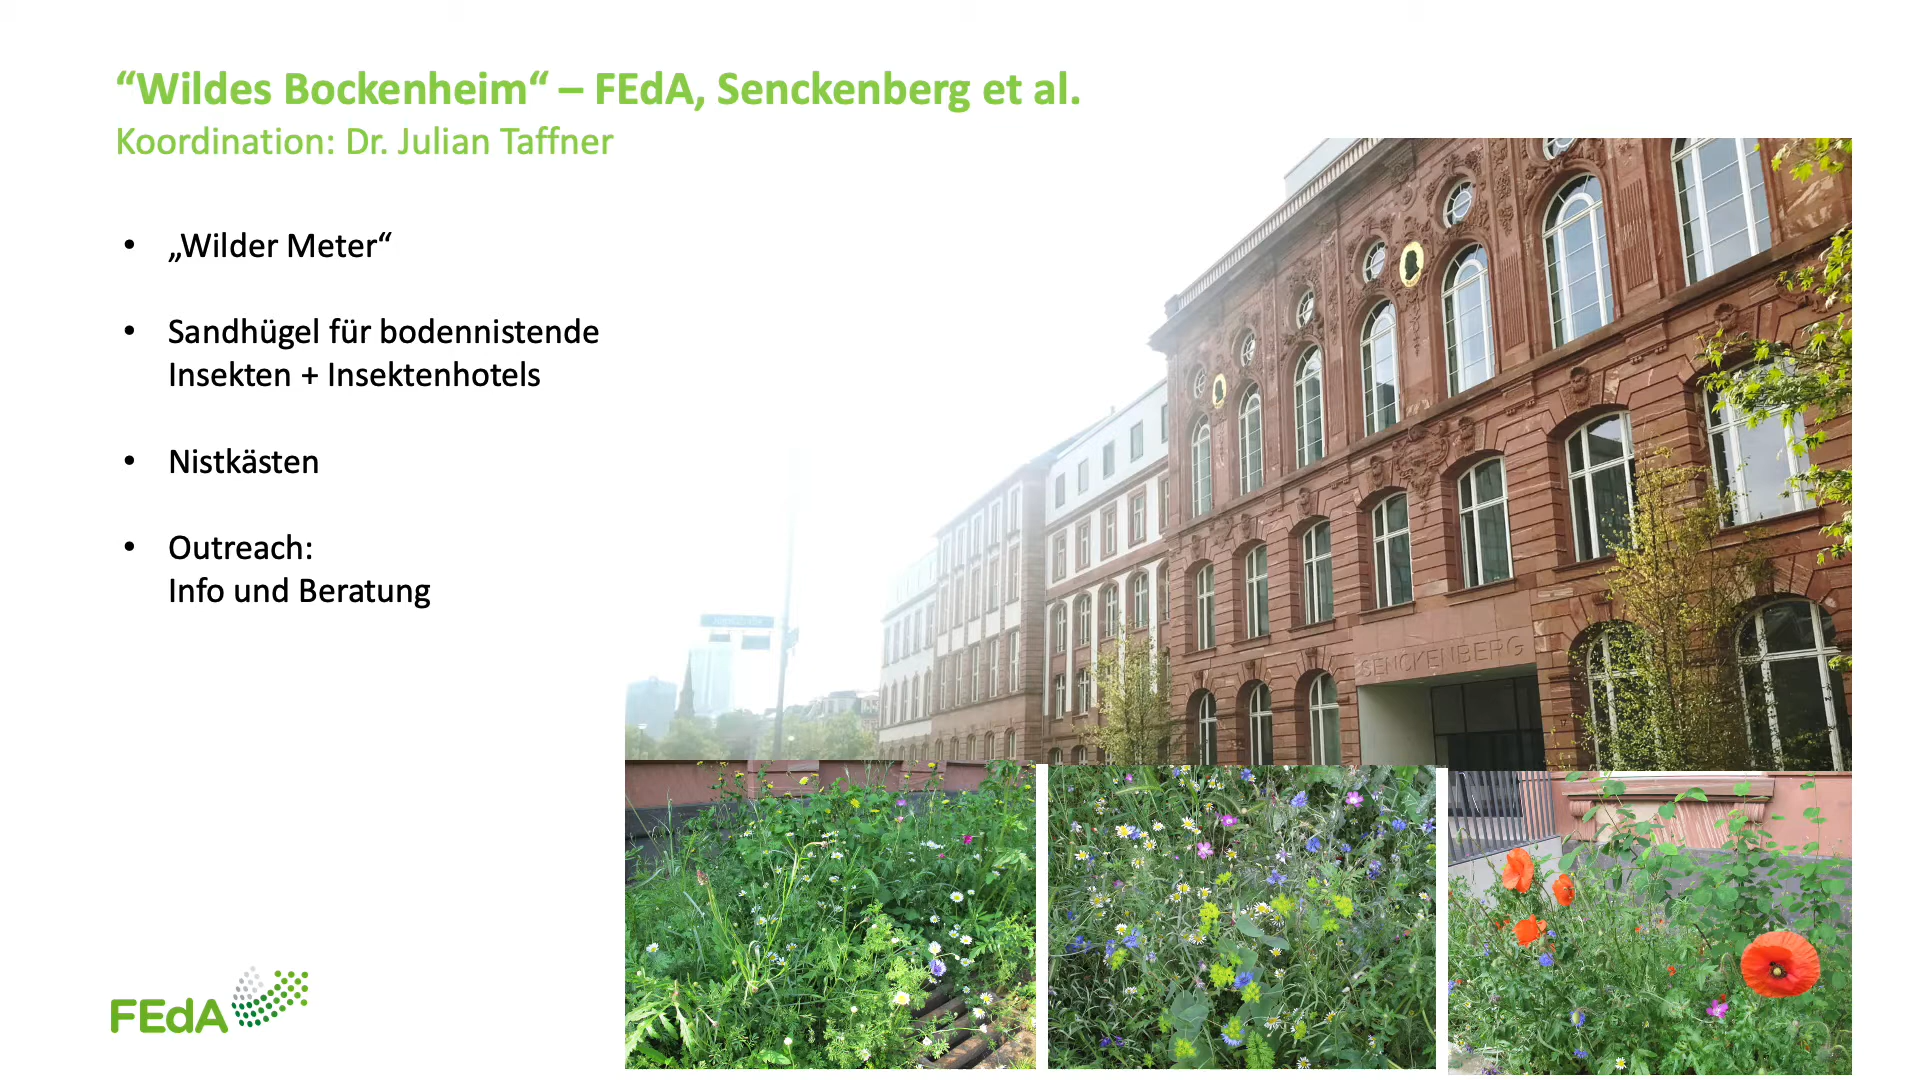 “Wildes Bockenheim“ – FEdA, Senckenberg et al.
Koordination: Dr. Julian Taffner
• „Wilder Meter“
• Sandhügel für bodennistende
Insekten + Insektenhotels
• Nistkästen
• Outreach:
Info und Beratung
SENCKENBERG
FEdA